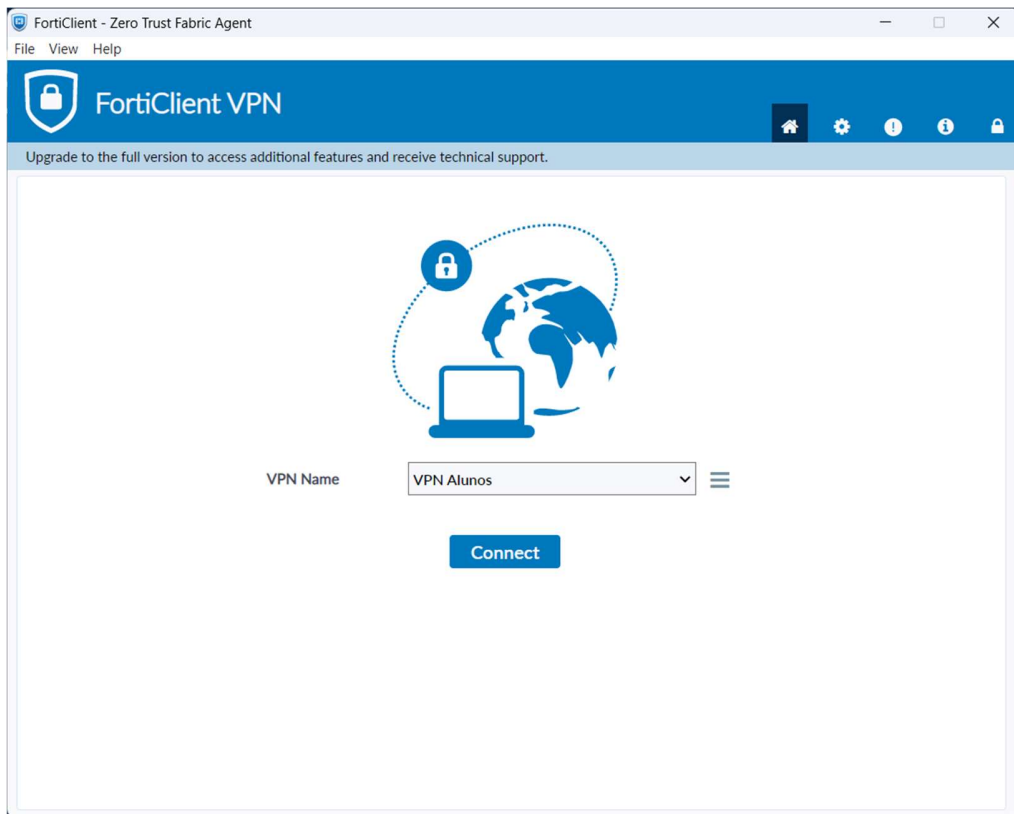 FortiClient - Zero Trust Fabric Agent
File View Help
FortiClient VPN
Upgrade to the full version to access additional features and receive technical support.
VPN Name VPN Alunos
Connect